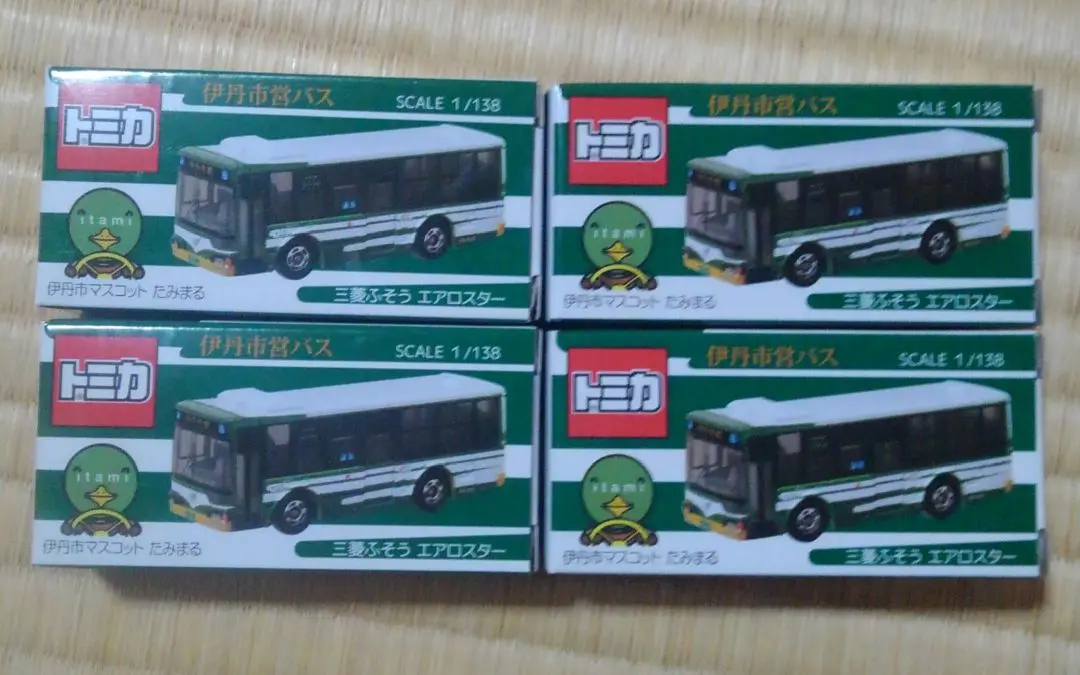 トミカ
伊丹市営バス
SCALE 1/138
itami
伊丹市マスコット たみまる
三菱ふそう エアロスター
トミカ
伊丹市営バス
SCALE 1/138
itami
伊丹市マスコット たみまる
三菱ふそう エアロスター
トミカ
伊丹市営バス
SCALE 1/138
itami
伊丹市マスコット たみまる
三菱ふそう エアロスター
トミカ
伊丹市営バス
SCALE 1/138
itami
伊丹市マスコット たみまる
三菱ふそう エアロスター